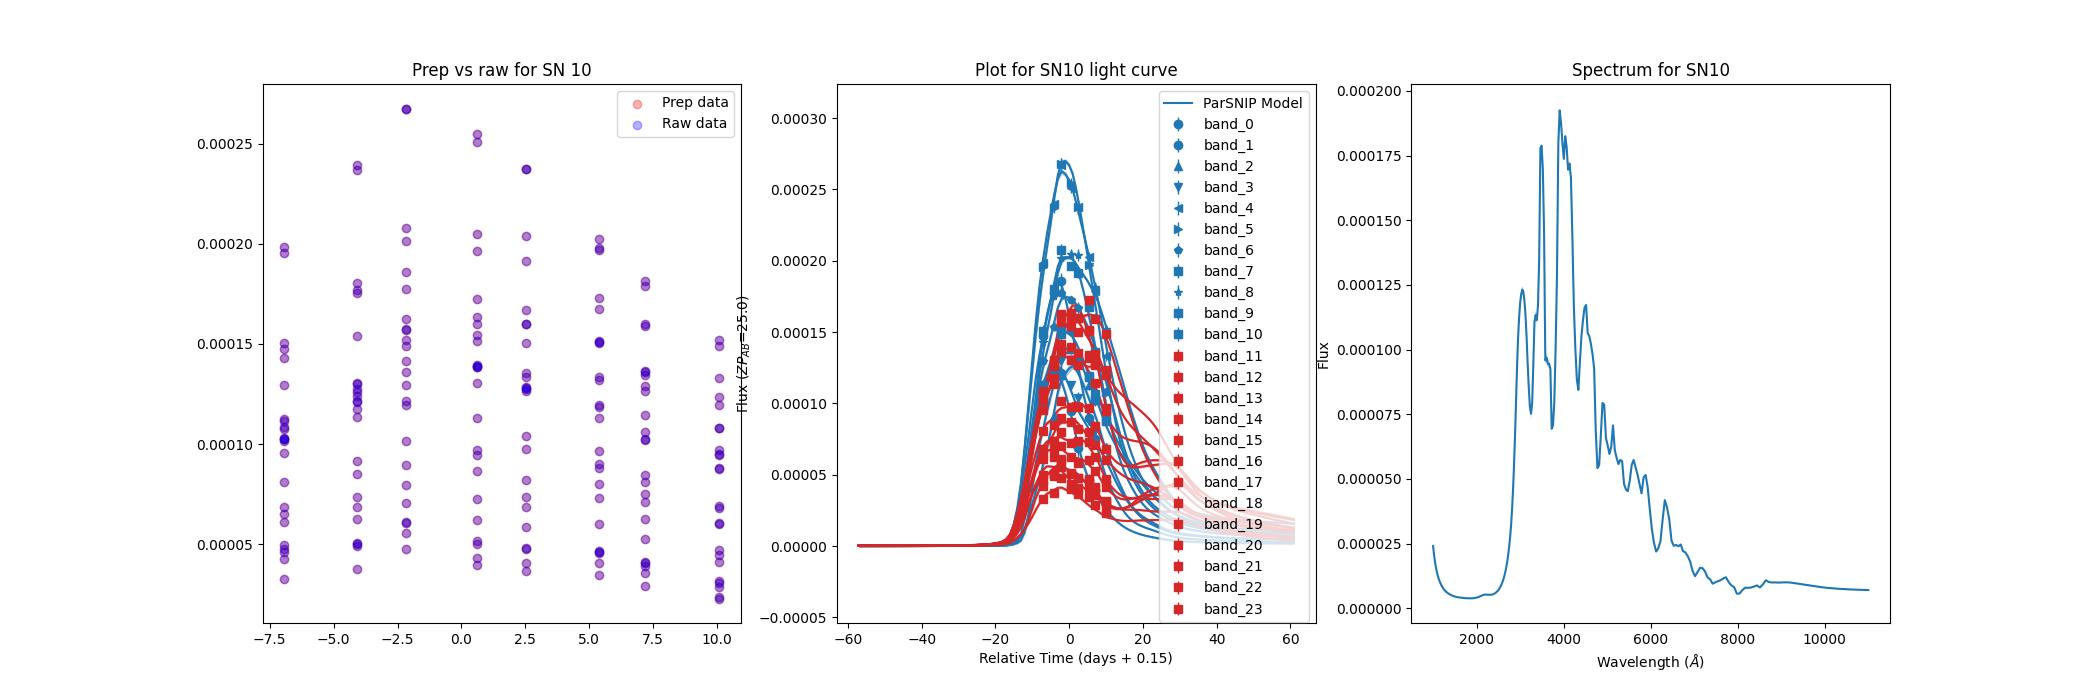 Prep vs raw for SN 10
Prep data
Raw data
0.00025
0.00020
0.00015
0.00010
0.00005
−7.5
−5.0
−2.5
0.0
2.5
5.0
7.5
10.0
Plot for SN10 light curve
Flux (ZP_AB=25.0)
0.00030
0.00025
0.00020
0.00015
0.00010
0.00005
0.00000
−0.00005
ParSNIP Model
band_0
band_1
band_2
band_3
band_4
band_5
band_6
band_7
band_8
band_9
band_10
band_11
band_12
band_13
band_14
band_15
band_16
band_17
band_18
band_19
band_20
band_21
band_22
band_23
−60
−40
−20
0
20
40
60
Relative Time (days + 0.15)
Spectrum for SN10
Flux
0.000200
0.000175
0.000150
0.000125
0.000100
0.000075
0.000050
0.000025
0.000000
2000
4000
6000
8000
10000
Wavelength (Å)